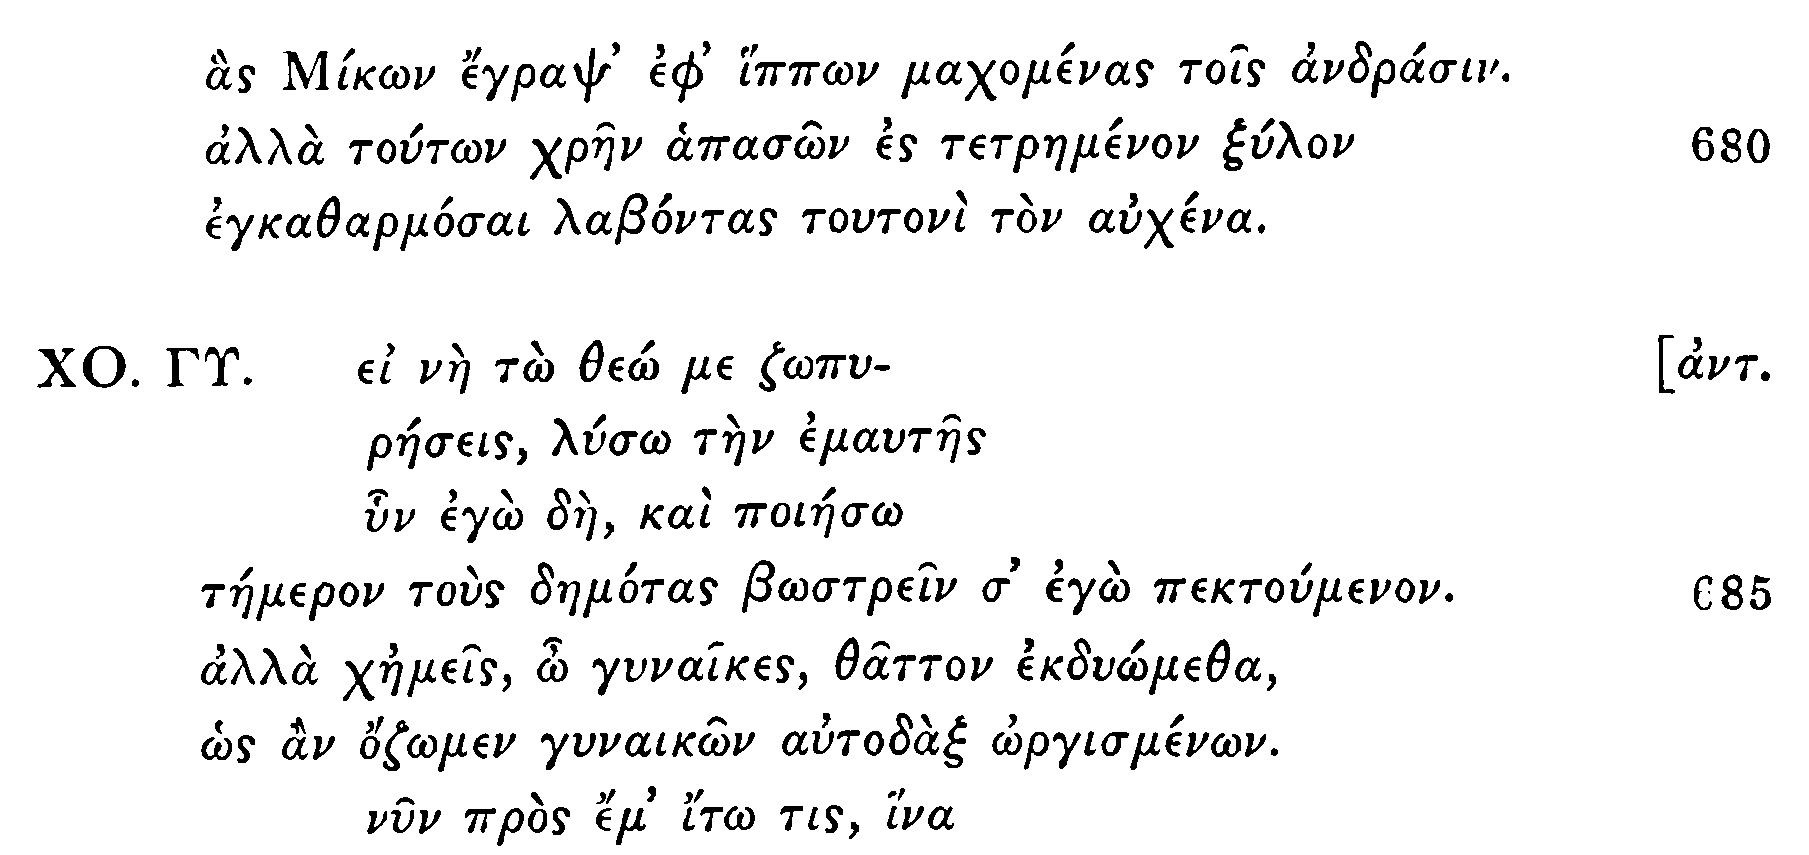 ἃς Μίκων ἔγραψ’ ἐφ’ ἵππων μαχομένας τοῖς ἀνδράσιν.
ἀλλὰ τούτων χρῆν ἁπασῶν ἐς τετρημένον ξύλον 680
ἐγκαθαρμόσαι λαβόντας τουτονὶ τὸν αὐχένα.
ΧΟ. ΓΥ. εἰ νὴ τὼ θεώ με ζωπυ- [ἀντ.
ρήσεις, λύσω τὴν ἐμαυτῆς
ὗν ἐγὼ δὴ, καὶ ποιήσω
τήμερον τοὺς δημότας βωστρεῖν σ’ ἐγὼ πεκτούμενον. 685
ἀλλὰ χἠμεῖς, ὦ γυναῖκες, θᾶττον ἐκδυώμεθα,
ὡς ἂν ὄζωμεν γυναικῶν αὐτοδὰξ ὠργισμένων.
νῦν πρὸς ἔμ’ ἴτω τις, ἵνα